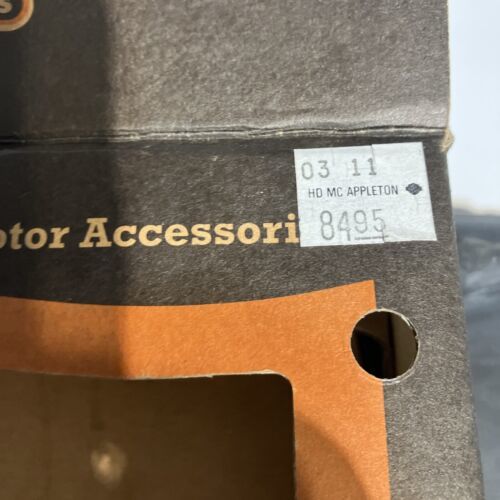 s
03 11
HD MC APPLETON
8495
otor Accessori